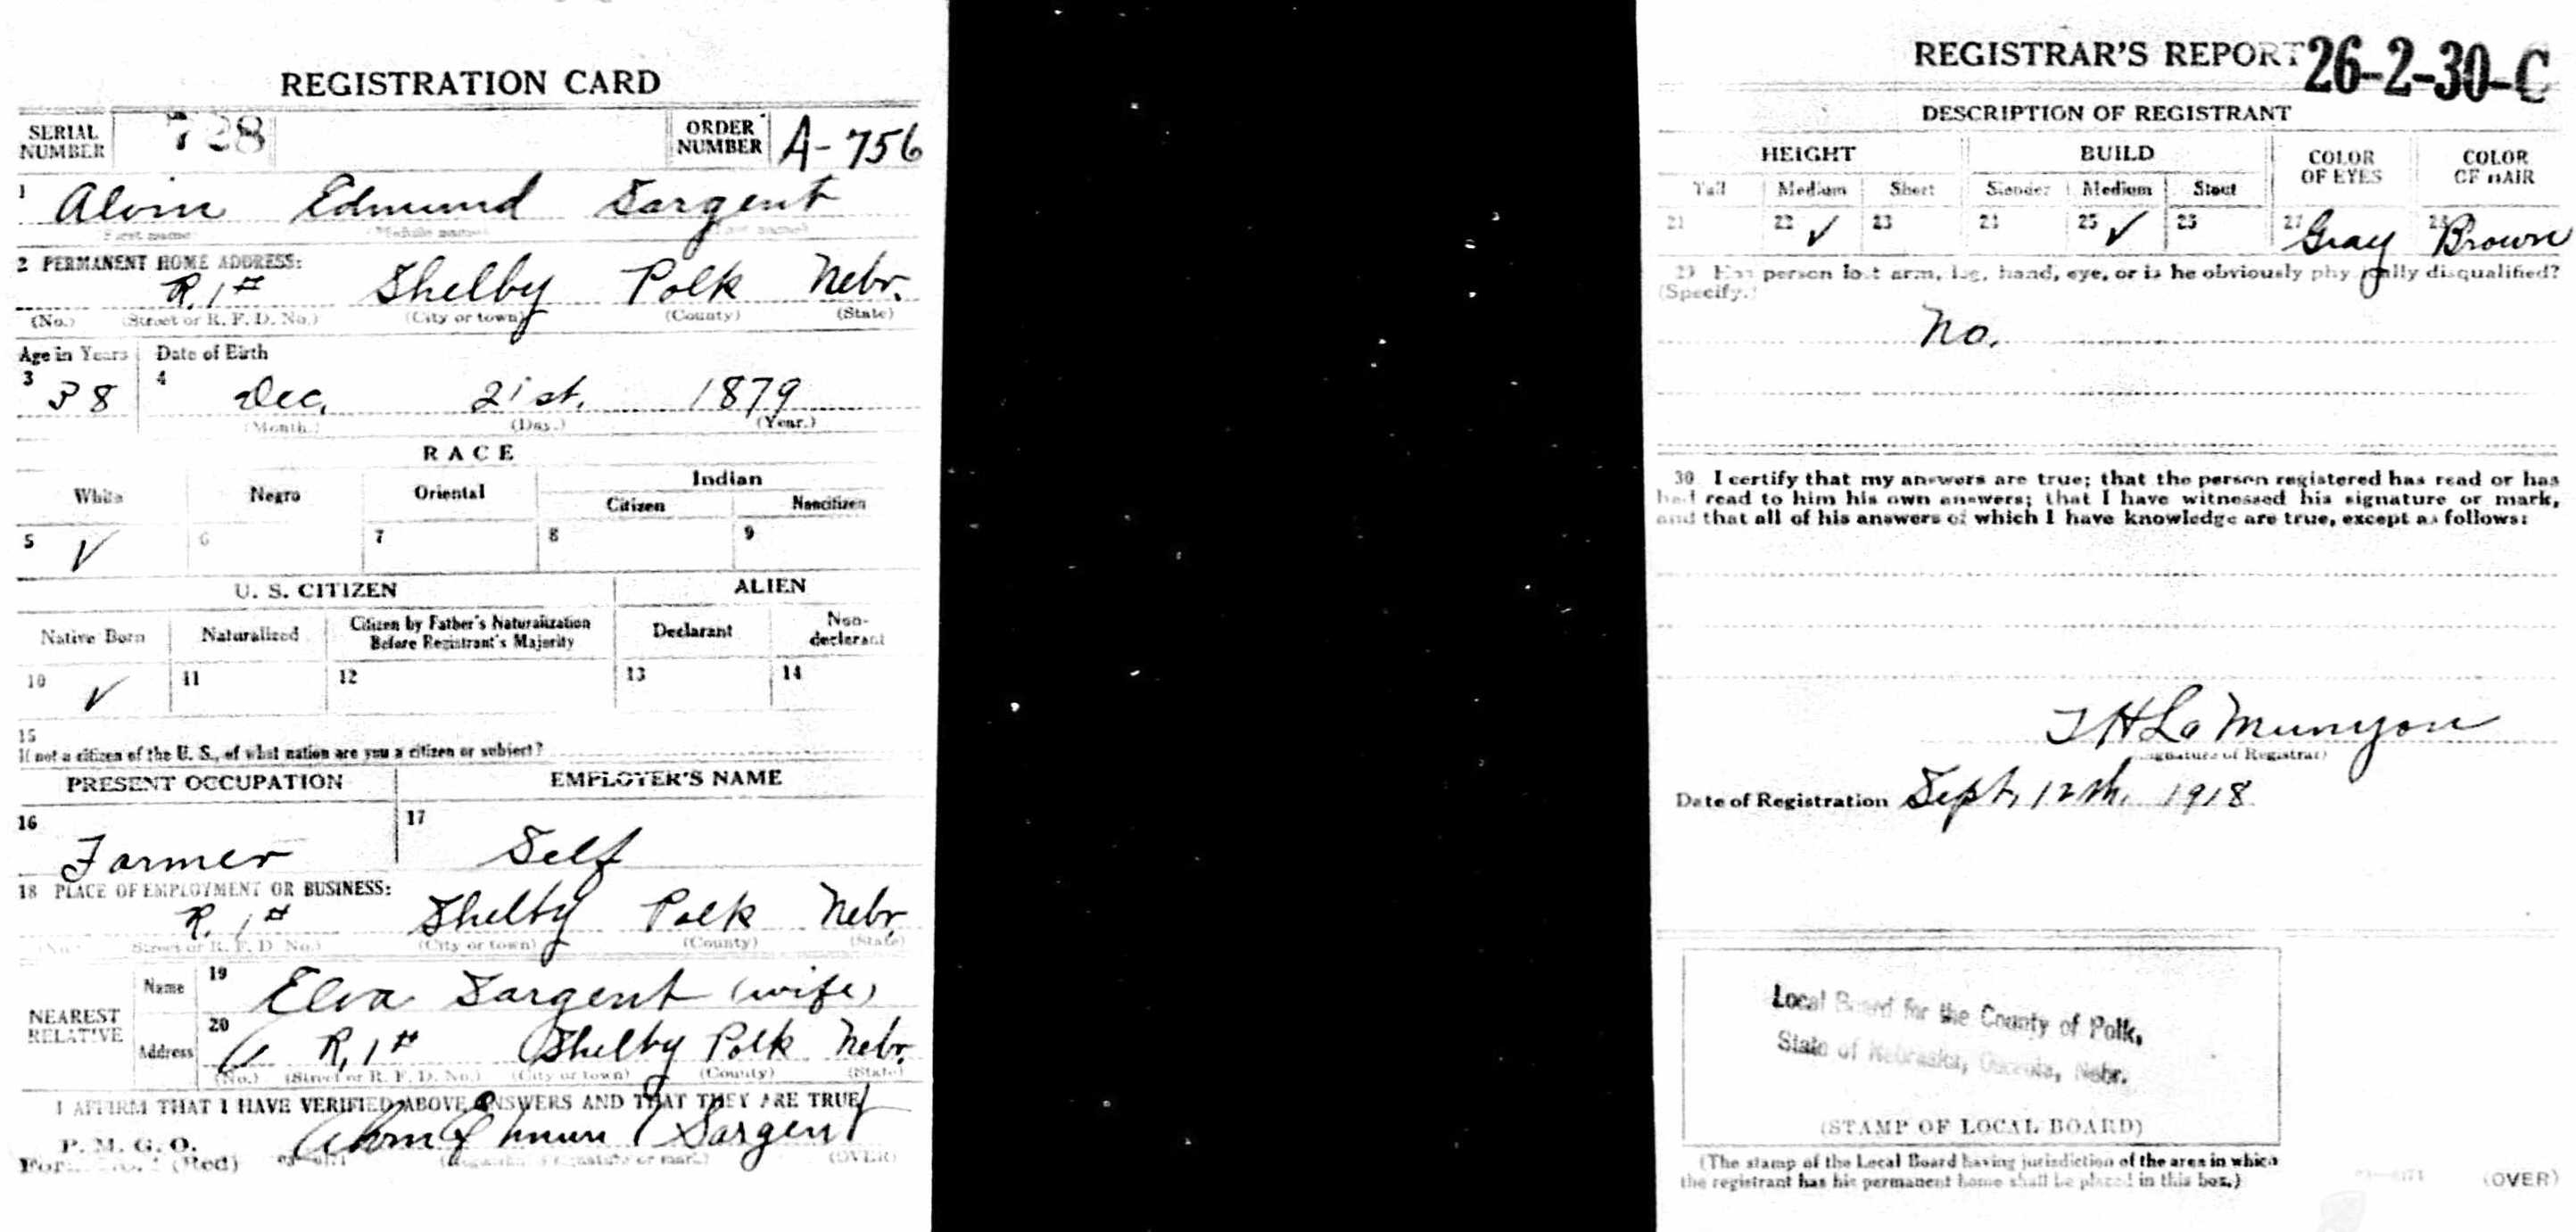 REGISTRATION CARD
SERIAL NUMBER 728 ORDER NUMBER A-756
1 Alvin Edmund Sargent
(First name) (Middle name) (Last name)
2 PERMANENT HOME ADDRESS:
R. 1# Shelby Polk Nebr.
(No.) (Street or R. F. D. No.) (City or town) (County) (State)
Age in Years Date of Birth
3 38 4 Dec. 21st. 1879
(Month.) (Day.) (Year.)
RACE
White Negro Oriental Indian
Citizen Noncitizen
5 ✓ 6 7 8 9
U. S. CITIZEN ALIEN
Native Born Naturalized Citizen by Father's Naturalization Before Registrant's Majority Declarant Non-declarant
10 ✓ 11 12 13 14
15
If not a citizen of the U. S., of what nation are you a citizen or subject?
PRESENT OCCUPATION EMPLOYER'S NAME
16 Farmer 17 Self
18 PLACE OF EMPLOYMENT OR BUSINESS:
R. 1# Shelby Polk Nebr.
(No.) (Street or R. F. D. No.) (City or town) (County) (State)
NEAREST RELATIVE
Name 19 Elva Sargent (wife)
Address 20 R. 1# Shelby Polk Nebr.
(No.) (Street or R. F. D. No.) (City or town) (County) (State)
I AFFIRM THAT I HAVE VERIFIED ABOVE ANSWERS AND THAT THEY ARE TRUE
P. M. G. O. Alvin Edmund Sargent
Form No. 1 (Red) (Registrant's signature or mark) (OVER)
REGISTRAR'S REPORT 26-2-30-C
DESCRIPTION OF REGISTRANT
HEIGHT BUILD COLOR OF EYES COLOR OF HAIR
Tall Medium Short Slender Medium Stout
21 22 ✓ 23 24 25 ✓ 26 27 Gray 28 Brown
29 Has person lost arm, leg, hand, eye, or is he obviously physically disqualified?
(Specify.)
No.
30 I certify that my answers are true; that the person registered has read or has
had read to him his own answers; that I have witnessed his signature or mark,
and that all of his answers of which I have knowledge are true, except as follows:
T H La Munyon
(Signature of Registrar)
Date of Registration Sept. 12th. 1918
Local Board for the County of Polk,
State of Nebraska, Osceola, Nebr.
(STAMP OF LOCAL BOARD)
(The stamp of the Local Board having jurisdiction of the area in which
the registrant has his permanent home shall be placed in this box.)
(OVER)